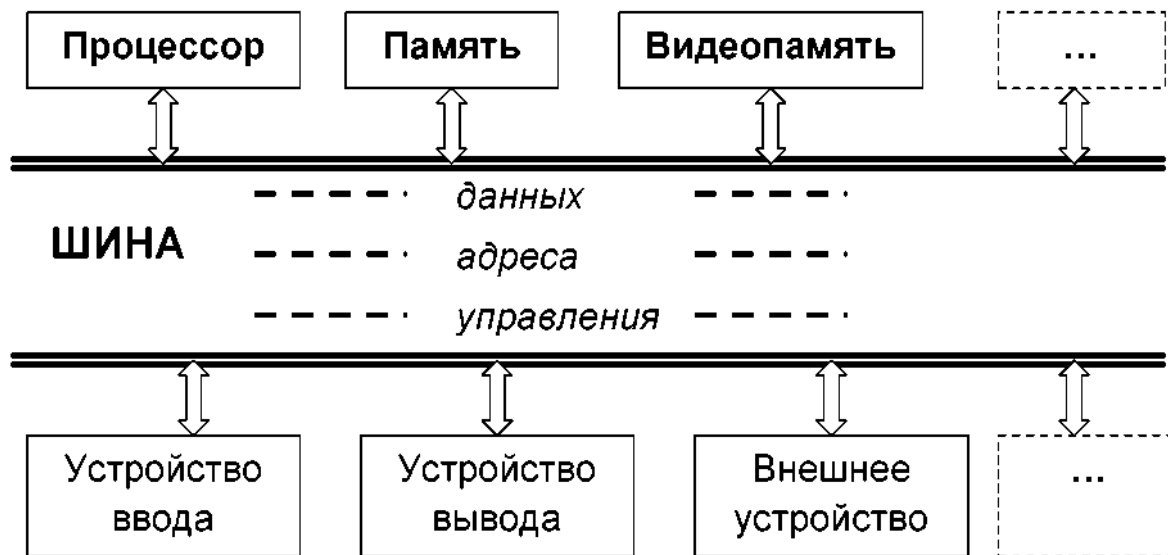 Процессор
Память
Видеопамять
...
данных
ШИНА
адреса
управления
Устройство
ввода
Устройство
вывода
Внешнее
устройство
...